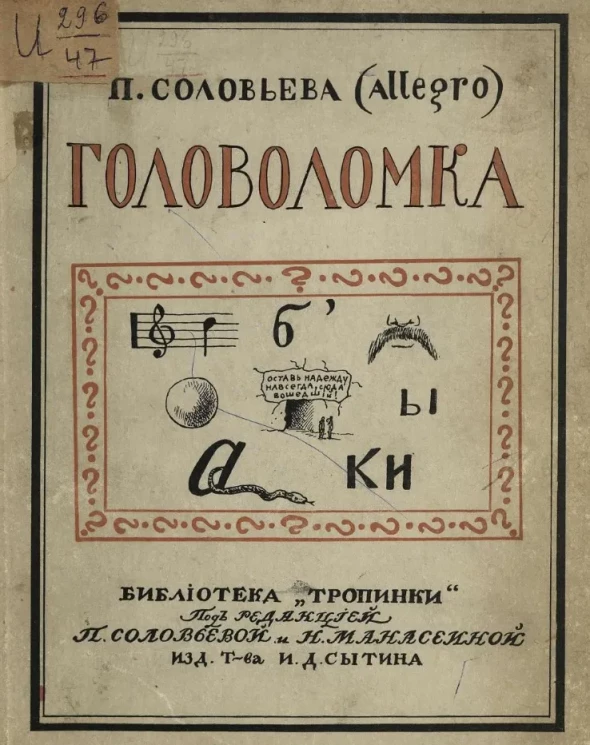 И 296
47
П. СОЛОВЬЕВА (Allegro)
ГОЛОВОЛОМКА
б’
ОСТАВЬ НАДЕЖДУ
НАВСЕГДА, СЮДА
ВОШЕДШІЙ!
Ы
а
ки
БИБЛІОТЕКА „ТРОПИНКИ“
Подъ РЕДАКЦІЕЙ
П. СОЛОВЬЕВОЙ и Н. МАНАСЕИНОЙ
ИЗД. Т-ва И. Д. СЫТИНА